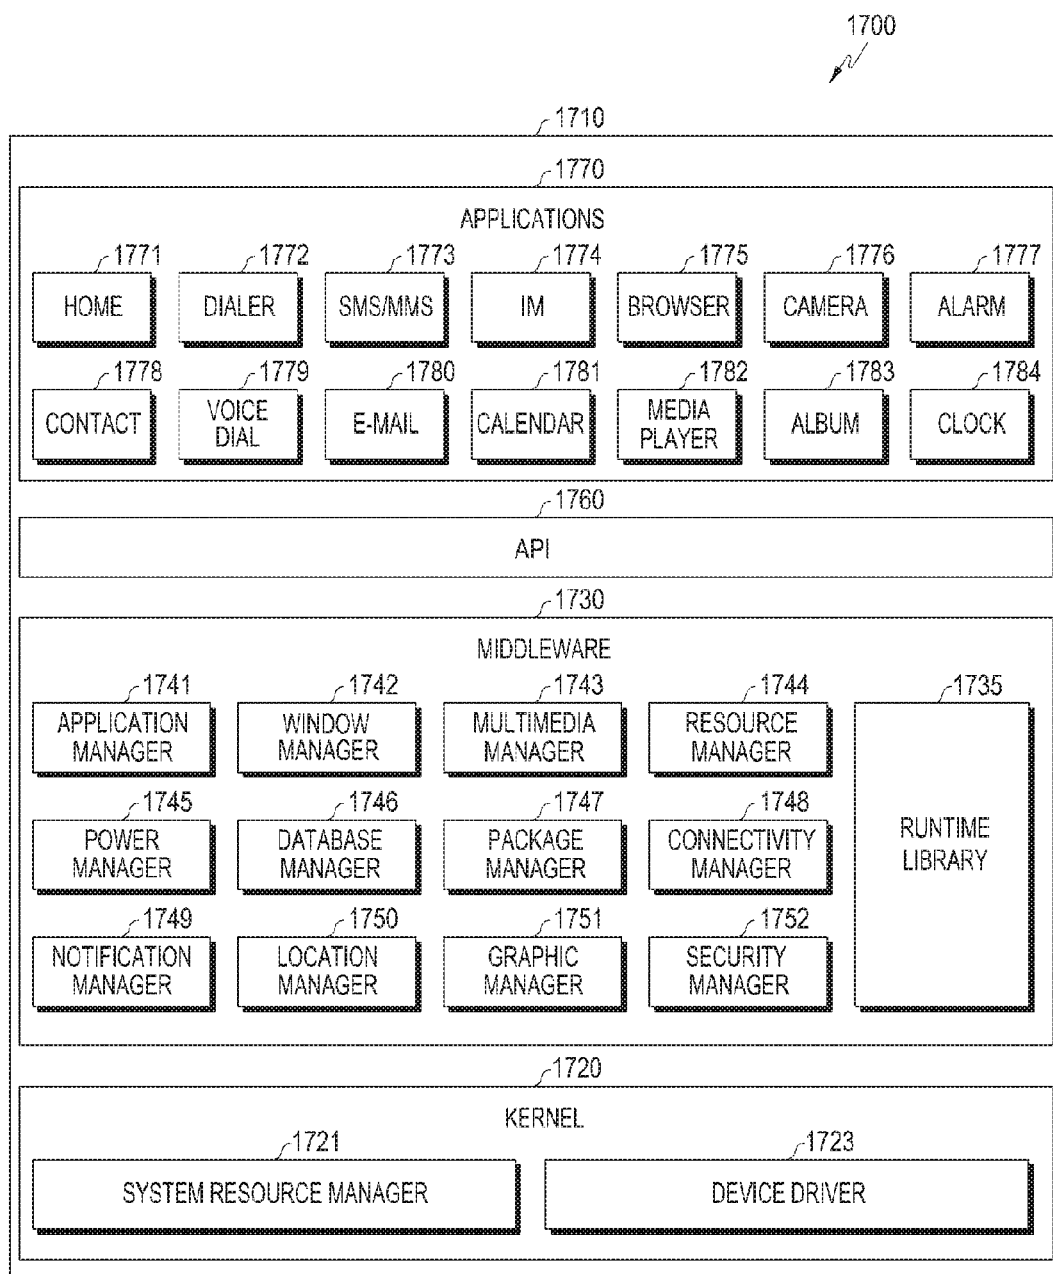 1700
1710
1770
APPLICATIONS
1771 1772 1773 1774 1775 1776 1777
HOME DIALER SMS/MMS IM BROWSER CAMERA ALARM
1778 1779 1780 1781 1782 1783 1784
CONTACT VOICE DIAL E-MAIL CALENDAR MEDIA PLAYER ALBUM CLOCK
1760
API
1730
MIDDLEWARE
1741 1742 1743 1744 1735
APPLICATION MANAGER WINDOW MANAGER MULTIMEDIA MANAGER RESOURCE MANAGER
1745 1746 1747 1748
POWER MANAGER DATABASE MANAGER PACKAGE MANAGER CONNECTIVITY MANAGER RUNTIME LIBRARY
1749 1750 1751 1752
NOTIFICATION MANAGER LOCATION MANAGER GRAPHIC MANAGER SECURITY MANAGER
1720
KERNEL
1721 1723
SYSTEM RESOURCE MANAGER DEVICE DRIVER